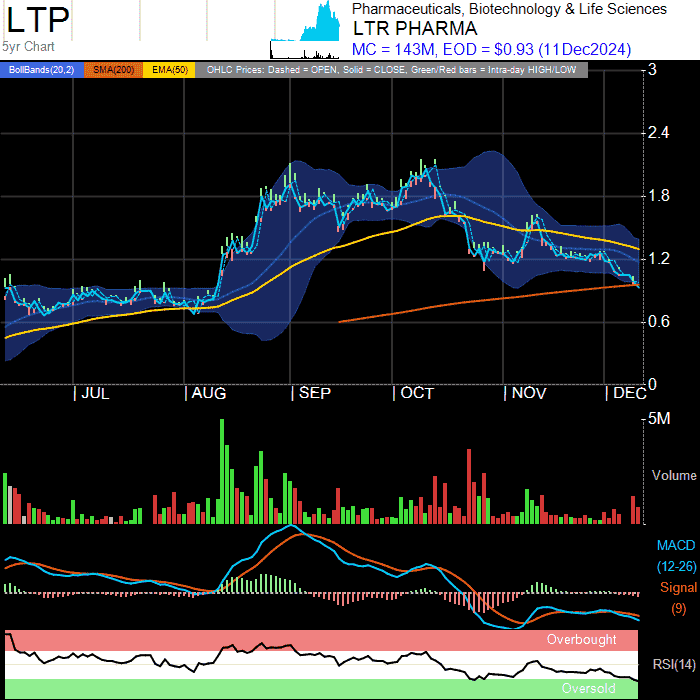 LTP
5yr Chart
Pharmaceuticals, Biotechnology & Life Sciences
LTR PHARMA
MC = 143M, EOD = $0.93 (11Dec2024)
BollBands(20,2) SMA(200) EMA(50) OHLC Prices: Dashed = OPEN, Solid = CLOSE, Green/Red bars = Intra-day HIGH/LOW
3
2.4
1.8
1.2
0.6
0
JUL AUG SEP OCT NOV DEC
5M
Volume
MACD
(12-26)
Signal
(9)
Overbought
RSI(14)
Oversold